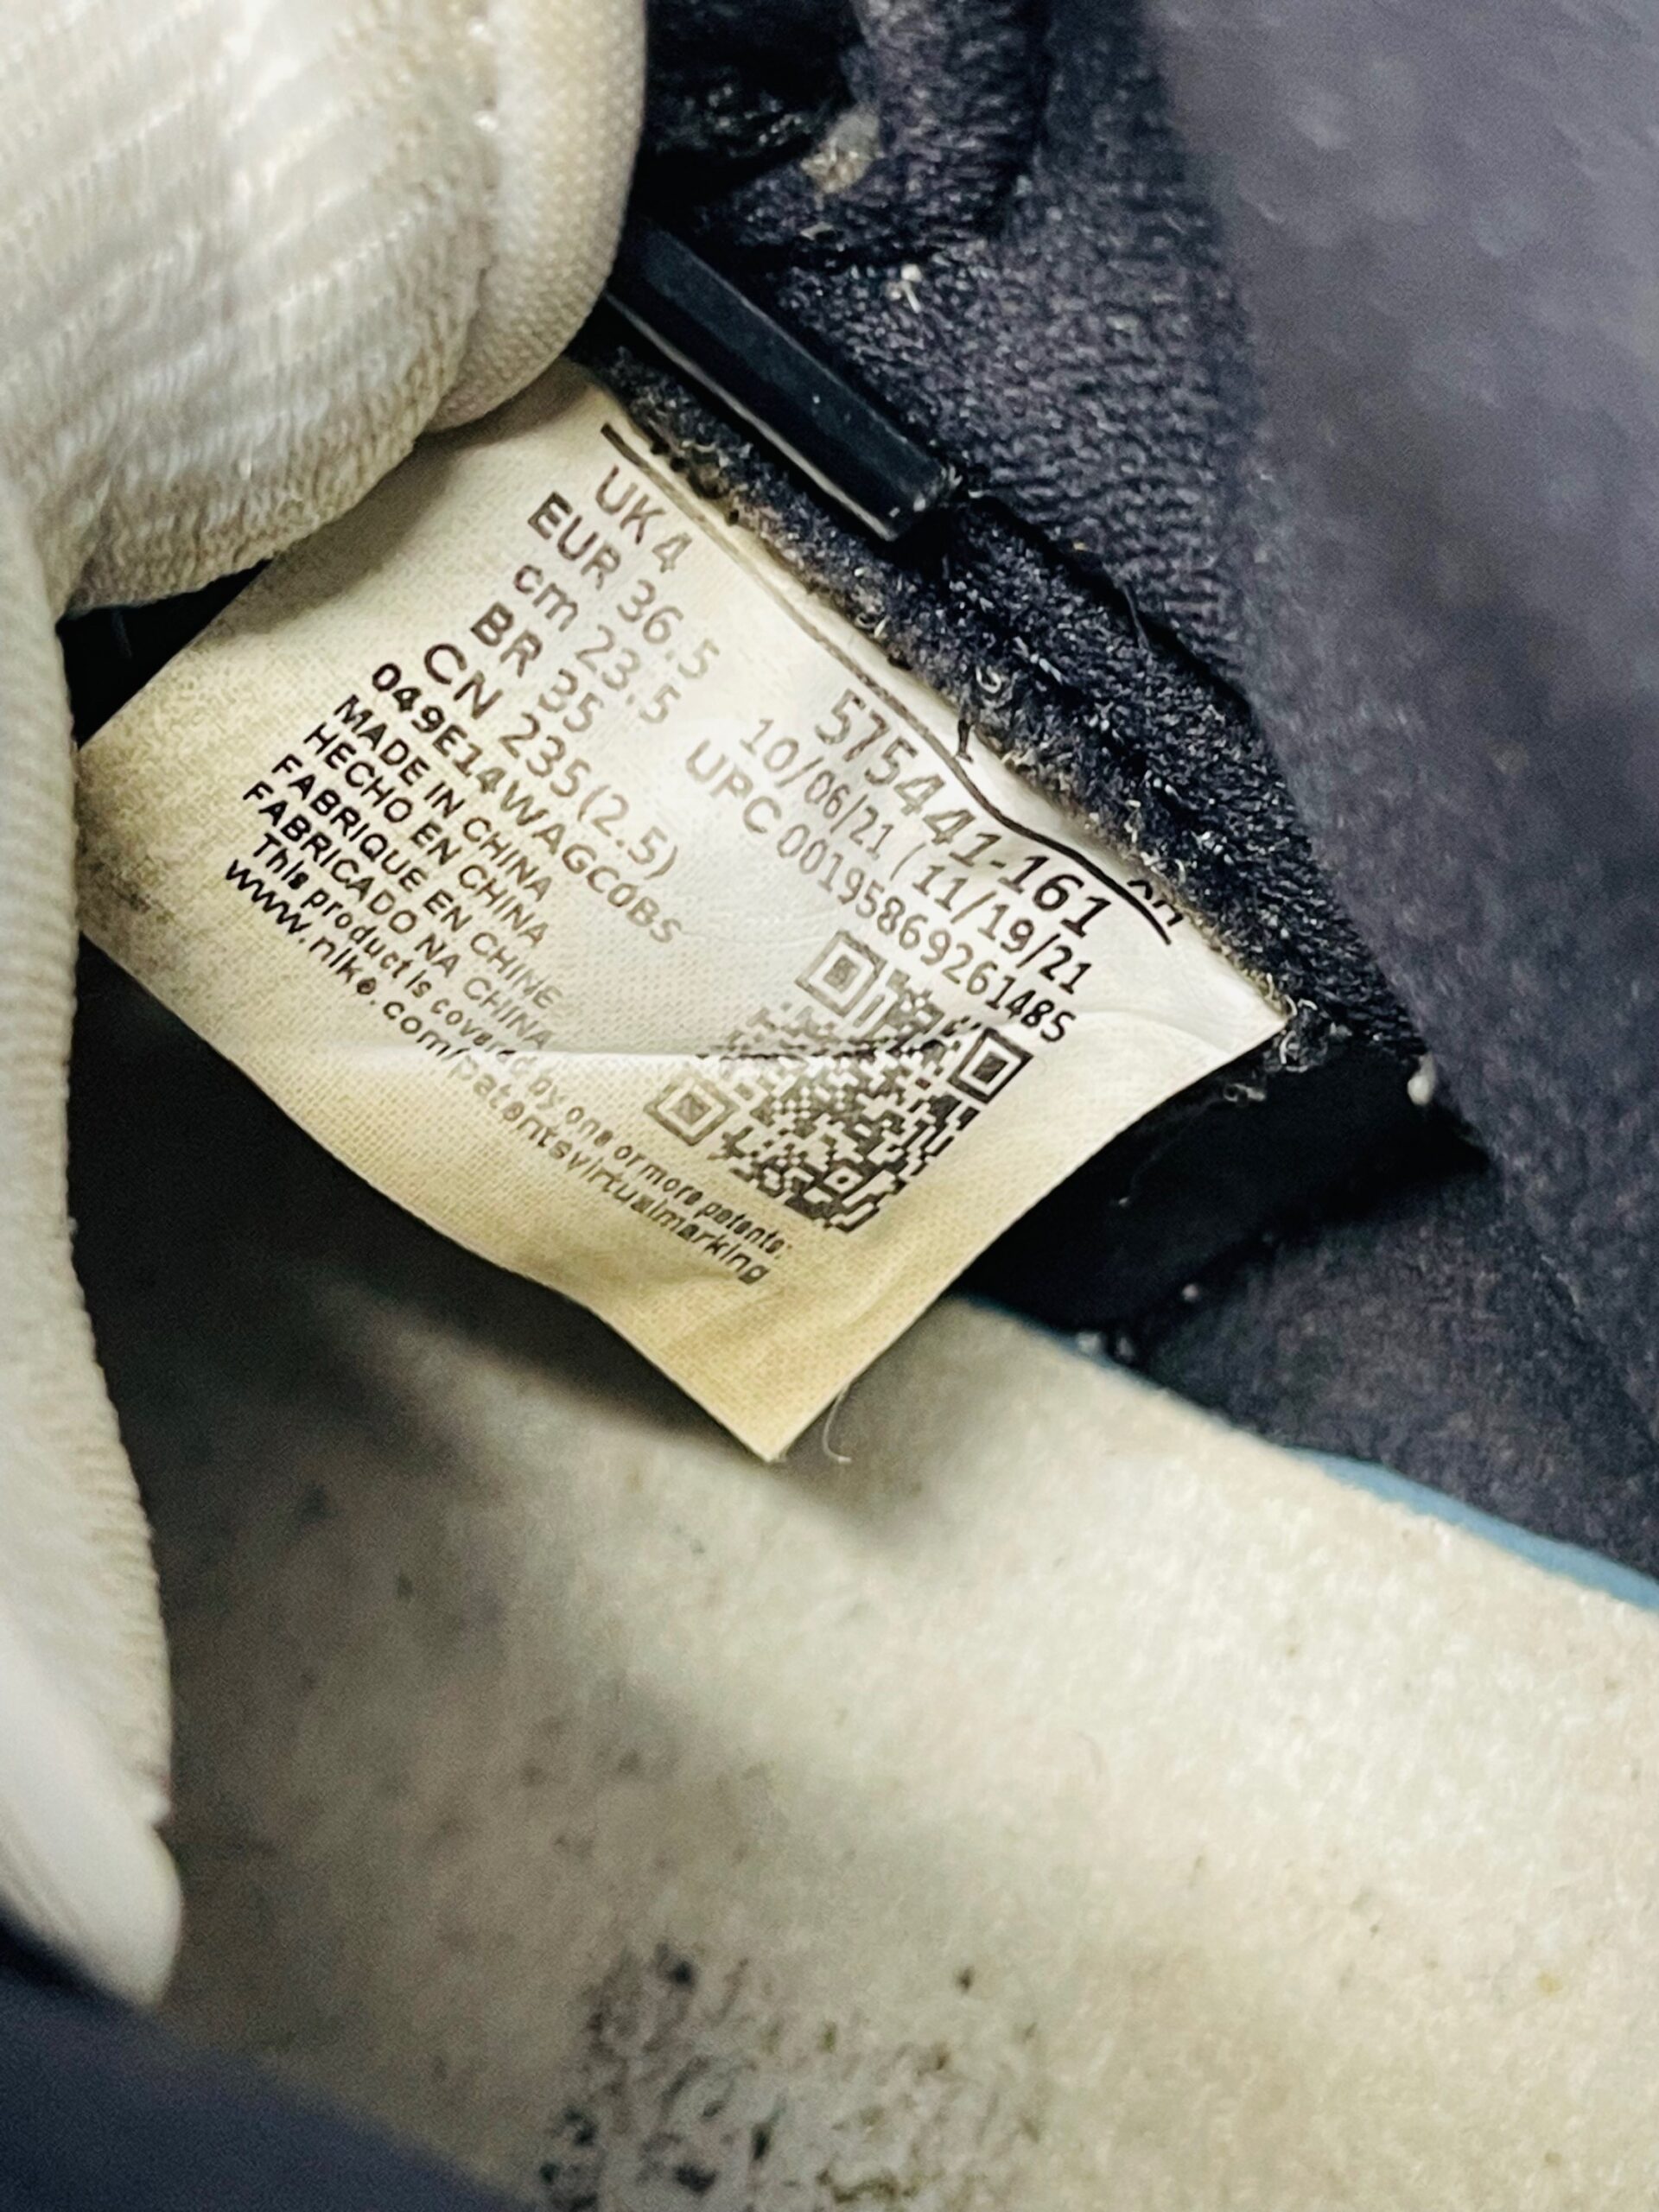 UK 4
EUR 36.5
cm 23.5
BR 35
CN 235(2.5)
049E14WAGC0BS
MADE IN CHINA
HECHO EN CHINA
FABRIQUE EN CHINE
FABRICADO NA CHINA
This product is covered by one or more patents:
www.nike.com/patentsvirtualmarking
575441-161
10/06/21 ( 11/19/21
UPC 00195869261485